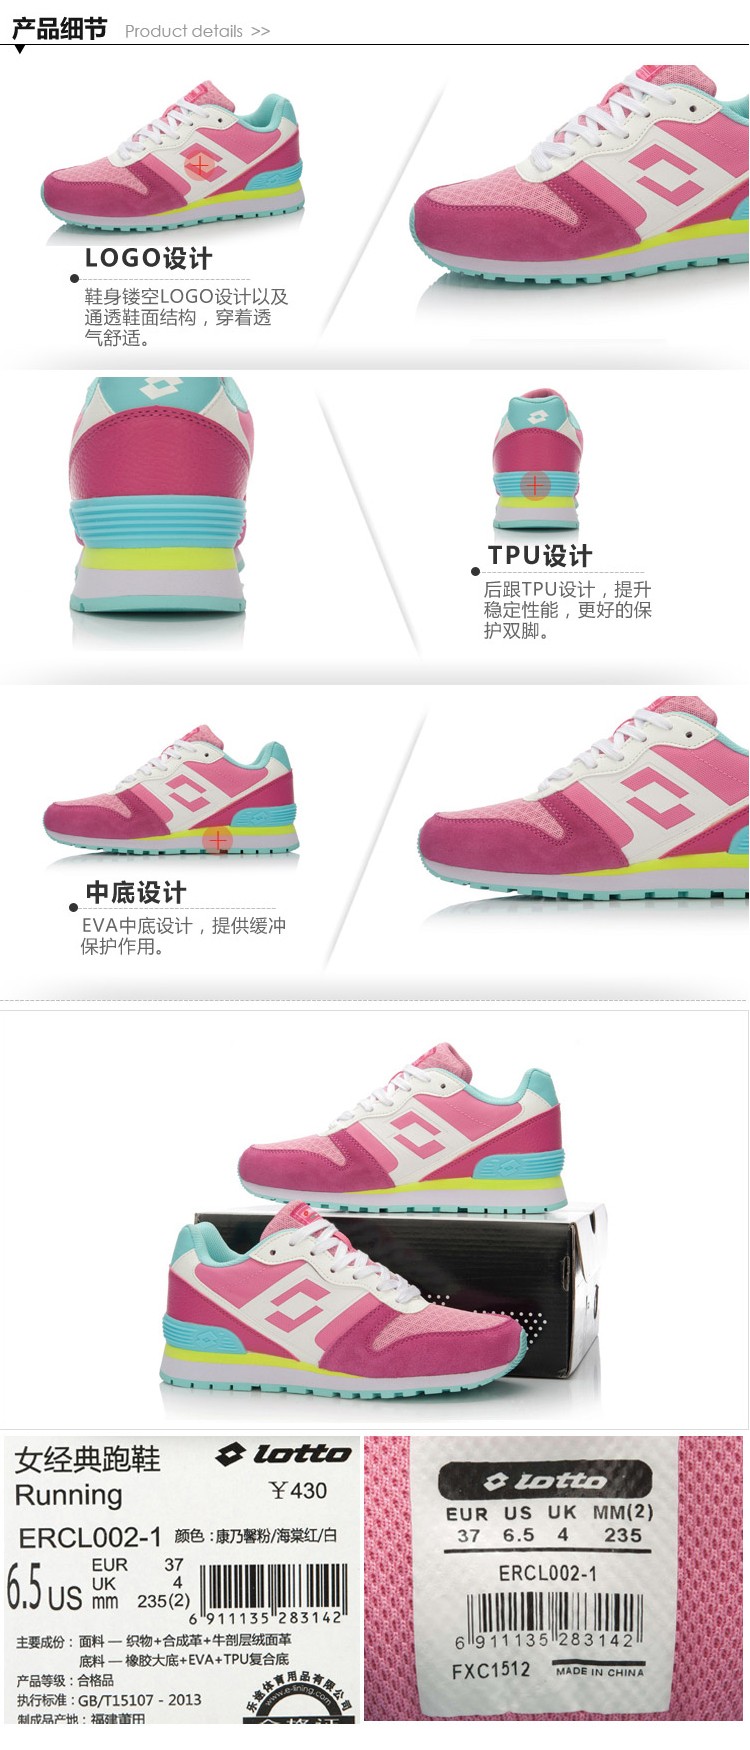 产品细节 Product details >>
LOGO设计
鞋身镂空LOGO设计以及
通透鞋面结构，穿着透
气舒适。
TPU设计
后跟TPU设计，提升
稳定性能，更好的保
护双脚。
中底设计
EVA中底设计，提供缓冲
保护作用。
女经典跑鞋 lotto
Running ￥430
ERCL002-1 颜色：康乃馨粉/海棠红/白
6.5 US
EUR 37
UK 4
mm 235(2)
6 911135 283142
主要成份：面料一织物+合成革+牛剖层绒面革
底料一橡胶大底+EVA+TPU复合底
产品等级：合格品
执行标准：GB/T15107 - 2013
制成品产地：福建莆田
乐途体育用品有限公司
www.e-lining.com
合格证
lotto
EUR US UK MM(2)
37 6.5 4 235
ERCL002-1
6 911135 283142
FXC1512 MADE IN CHINA